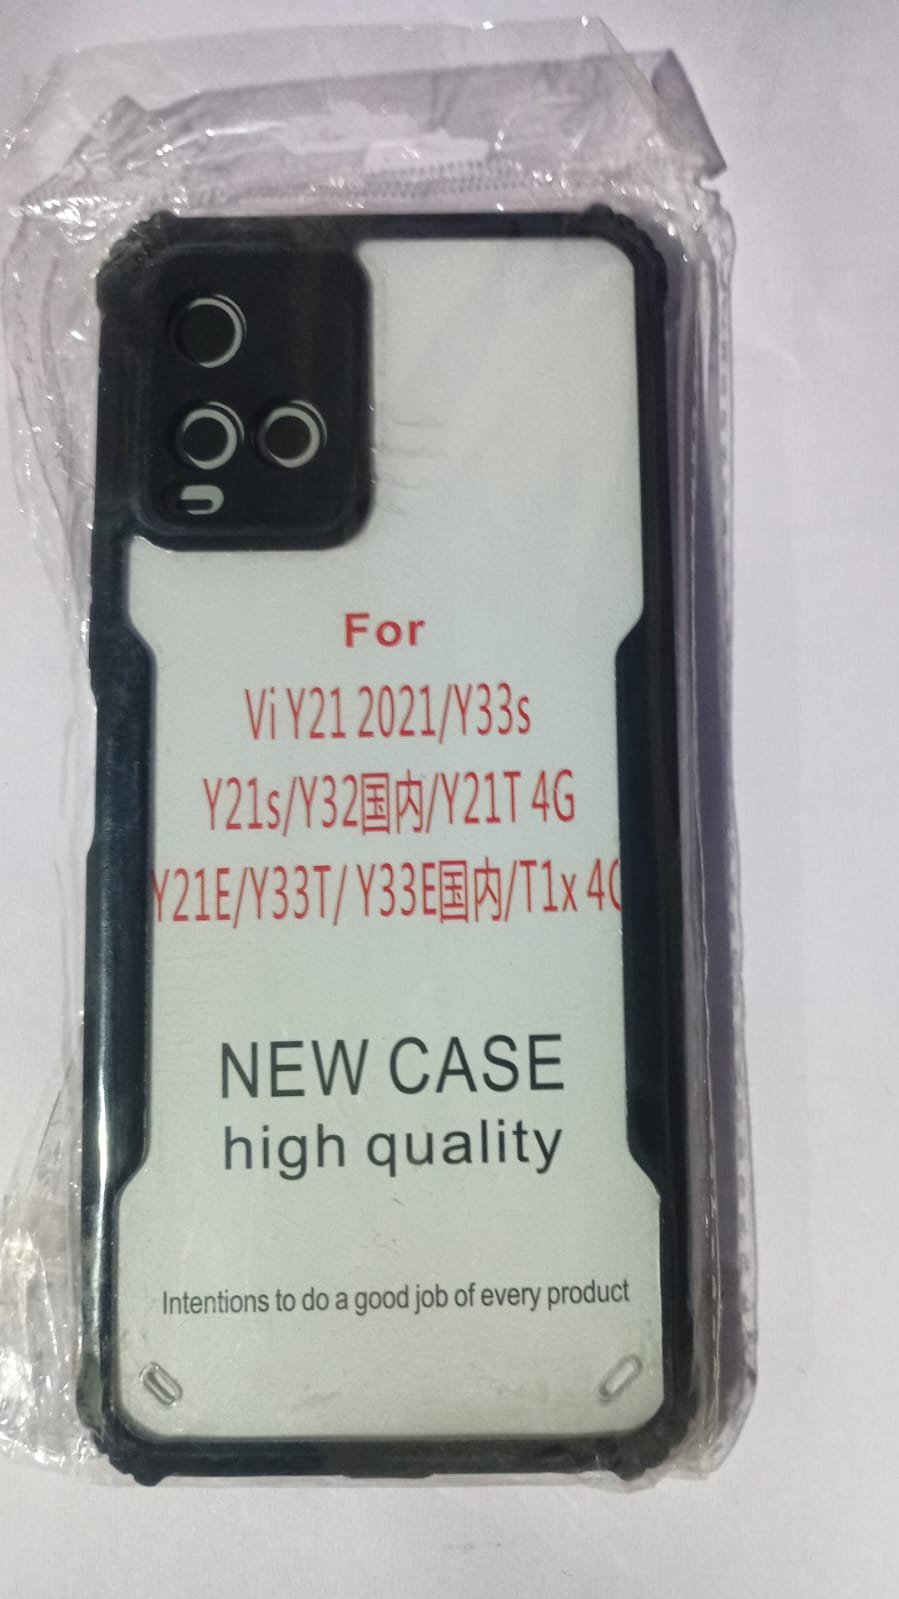 For
Vi Y21 2021/Y33s
Y21s/Y32国内/Y21T 4G
Y21E/Y33T/ Y33E国内/T1x
NEW CASE
high quality
Intentions to do a good job of every product